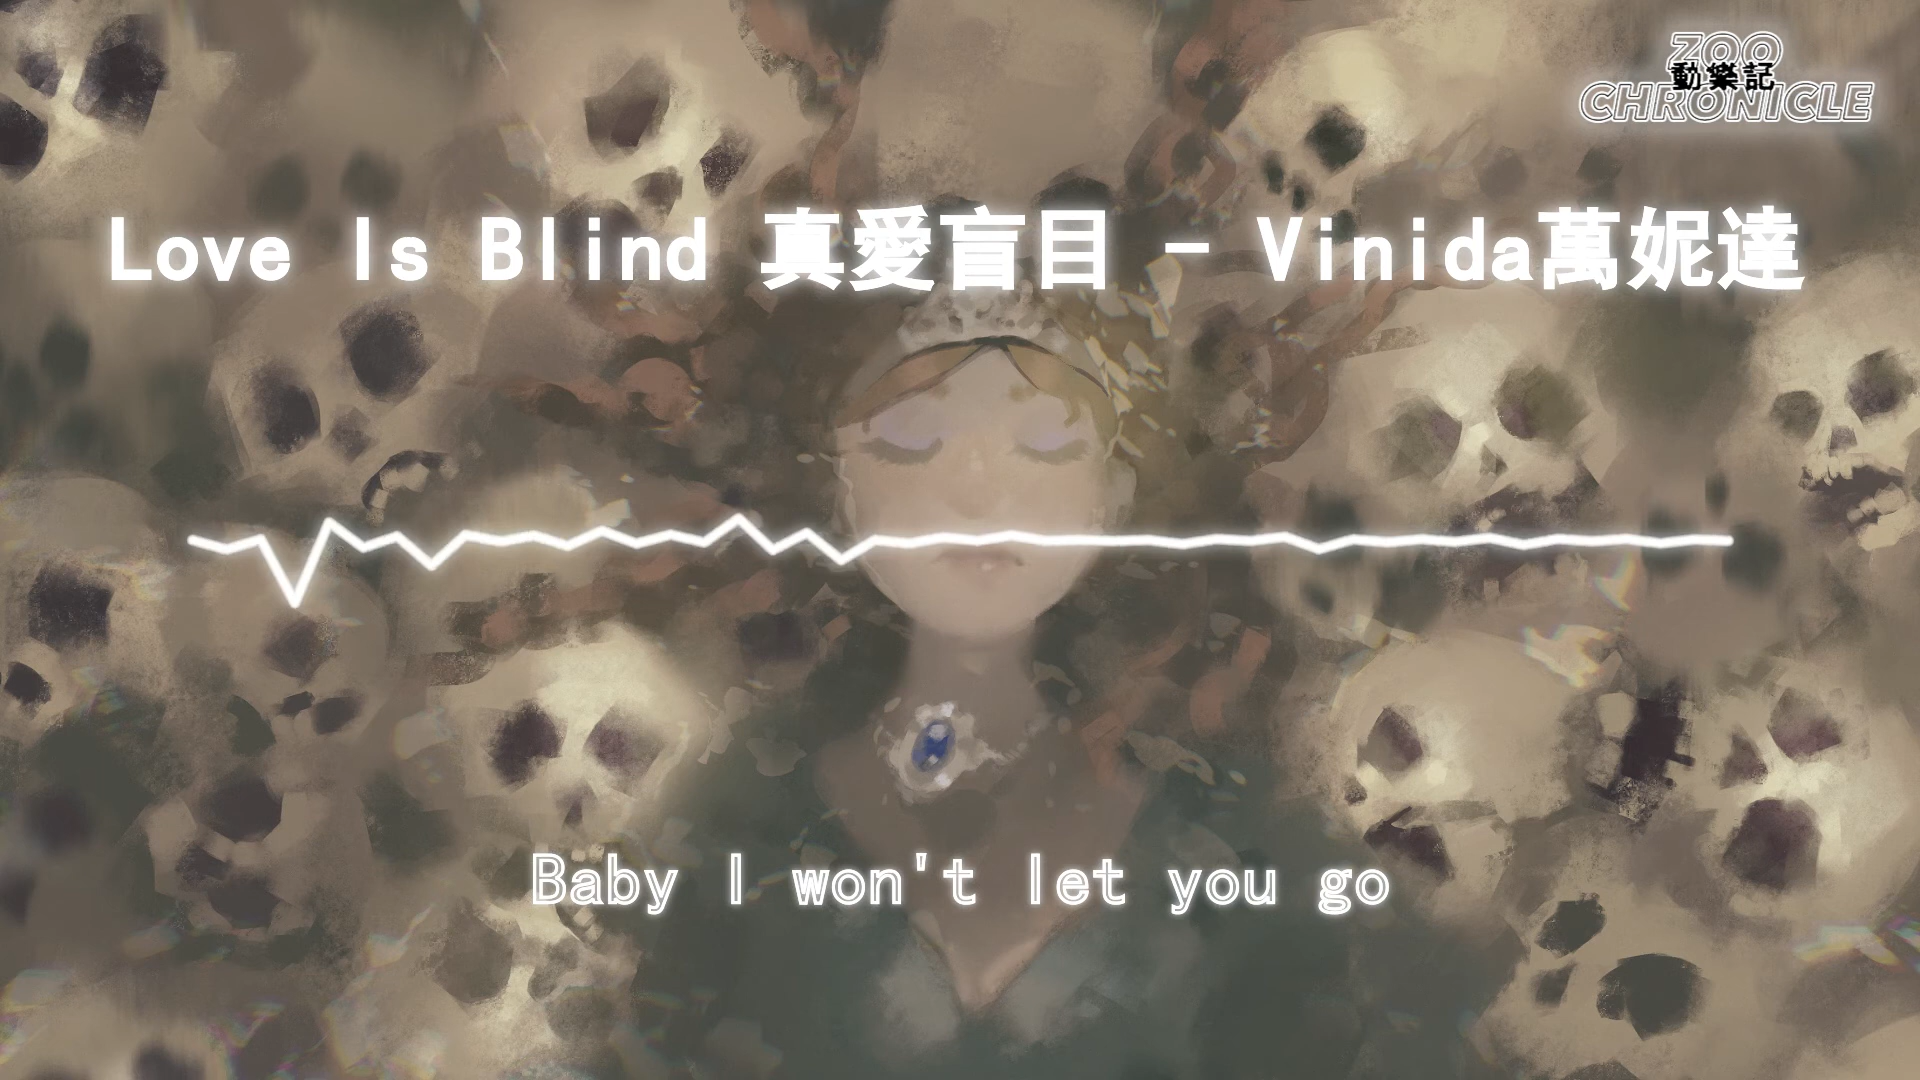 ZOO
動樂記
CHRONICLE
Love Is Blind 真愛盲目 - Vinida萬妮達
Baby I won't let you go